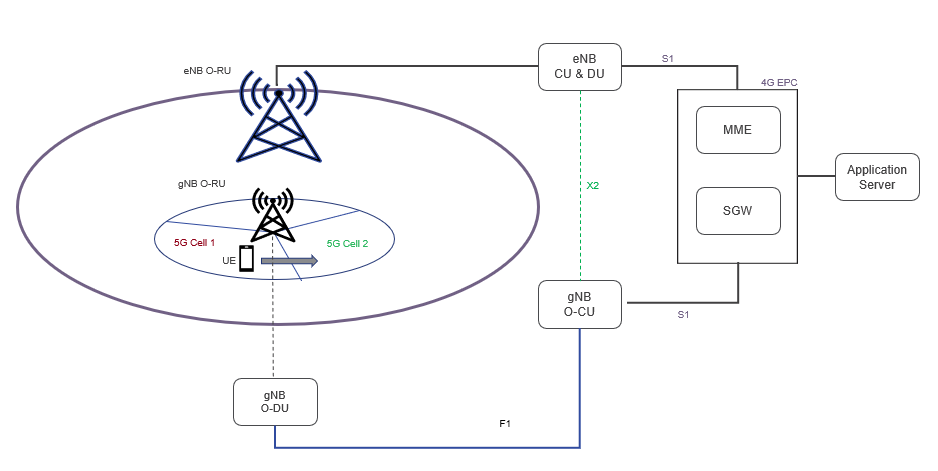 eNB O-RU
eNB
CU & DU
S1
4G EPC
MME
Application
Server
gNB O-RU
X2
SGW
5G Cell 1
5G Cell 2
UE
gNB
O-CU
S1
gNB
O-DU
F1